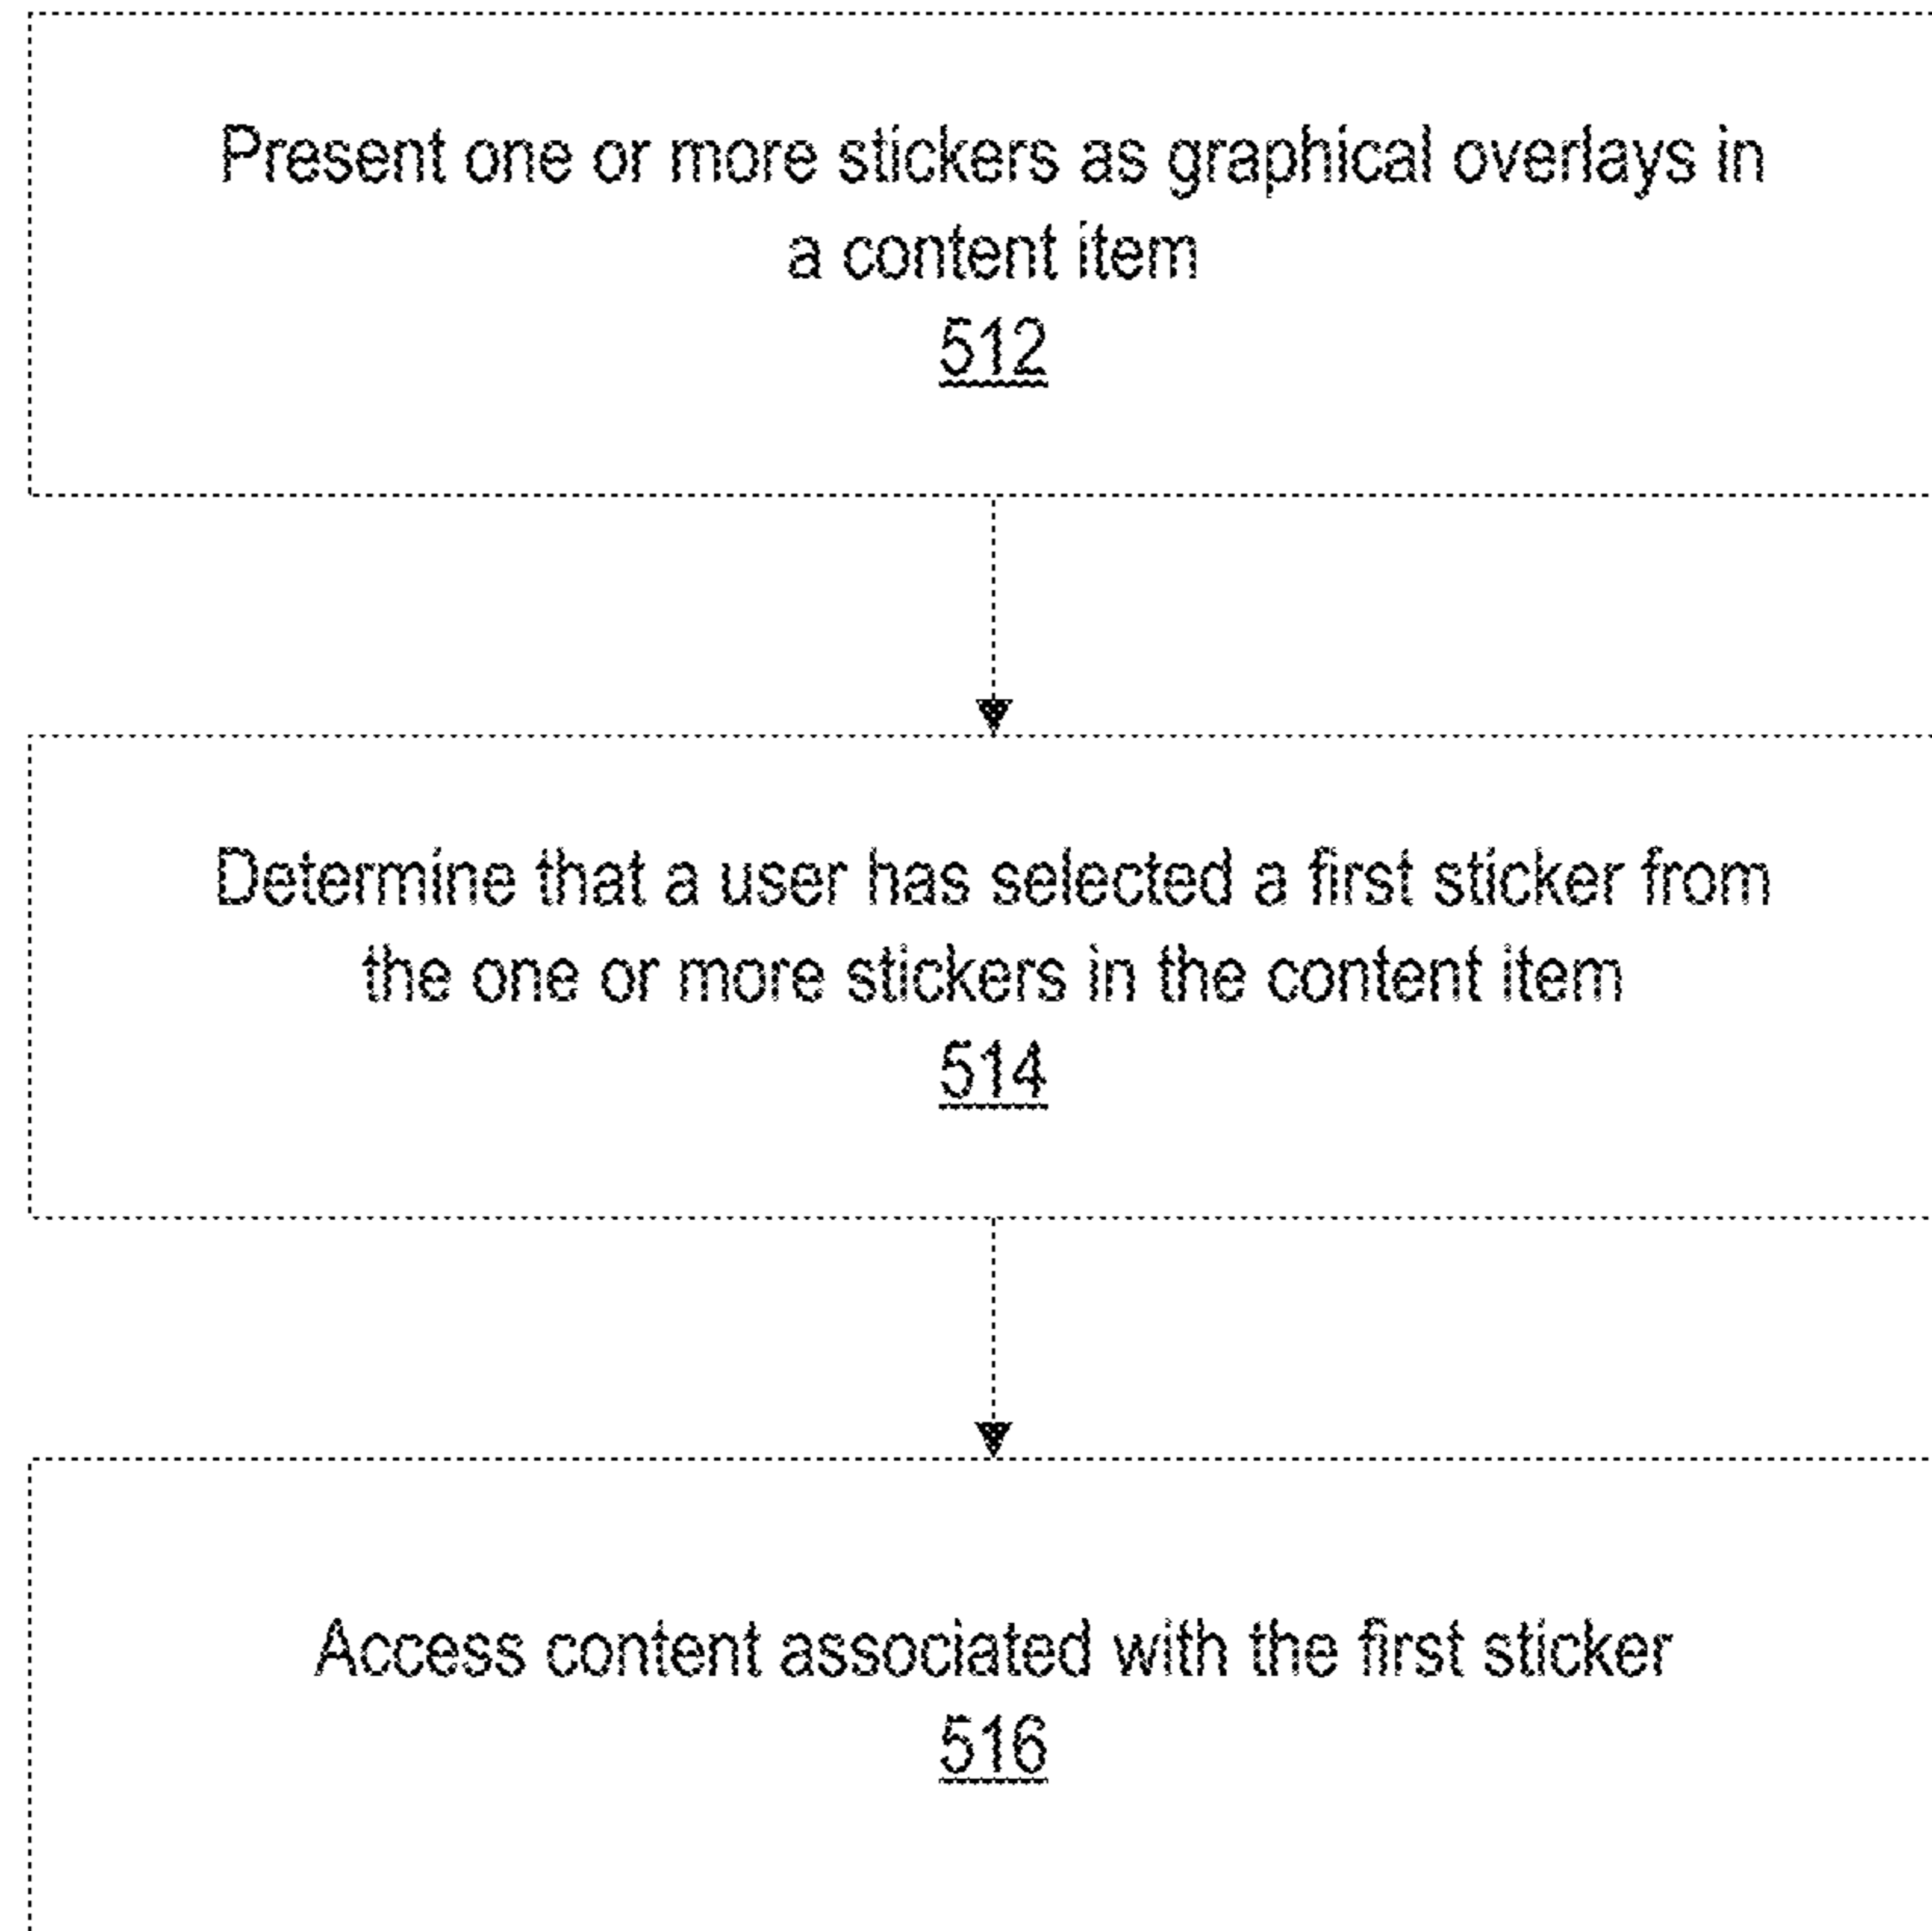 Present one or more stickers as graphical overlays in
a content item
512
Determine that a user has selected a first sticker from
the one or more stickers in the content item
514
Access content associated with the first sticker
516